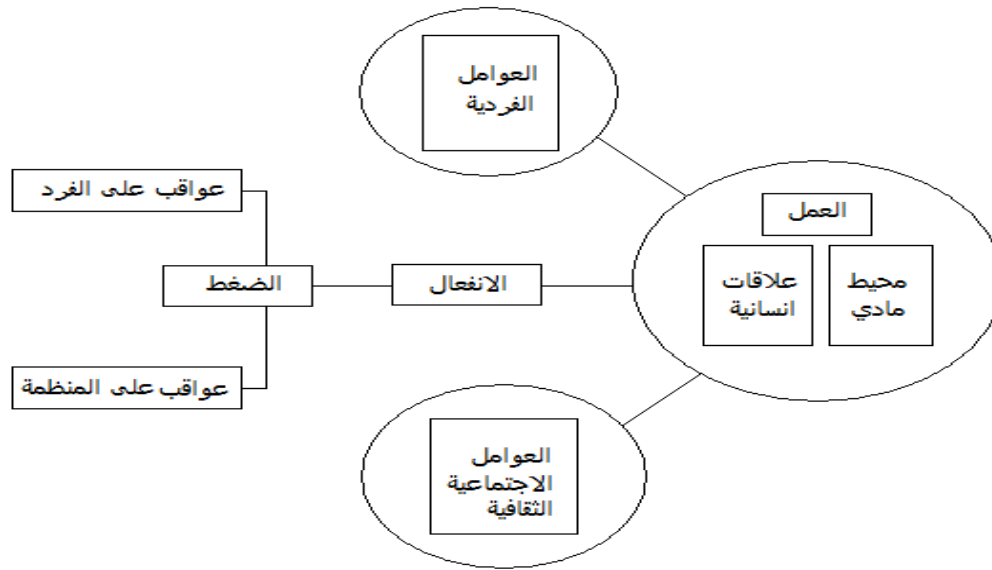 العوامل
الفردية
العمل
محيط
مادي
علاقات
انسانية
الانفعال
الضغط
عواقب على الفرد
عواقب على المنظمة
العوامل
الاجتماعية
الثقافية